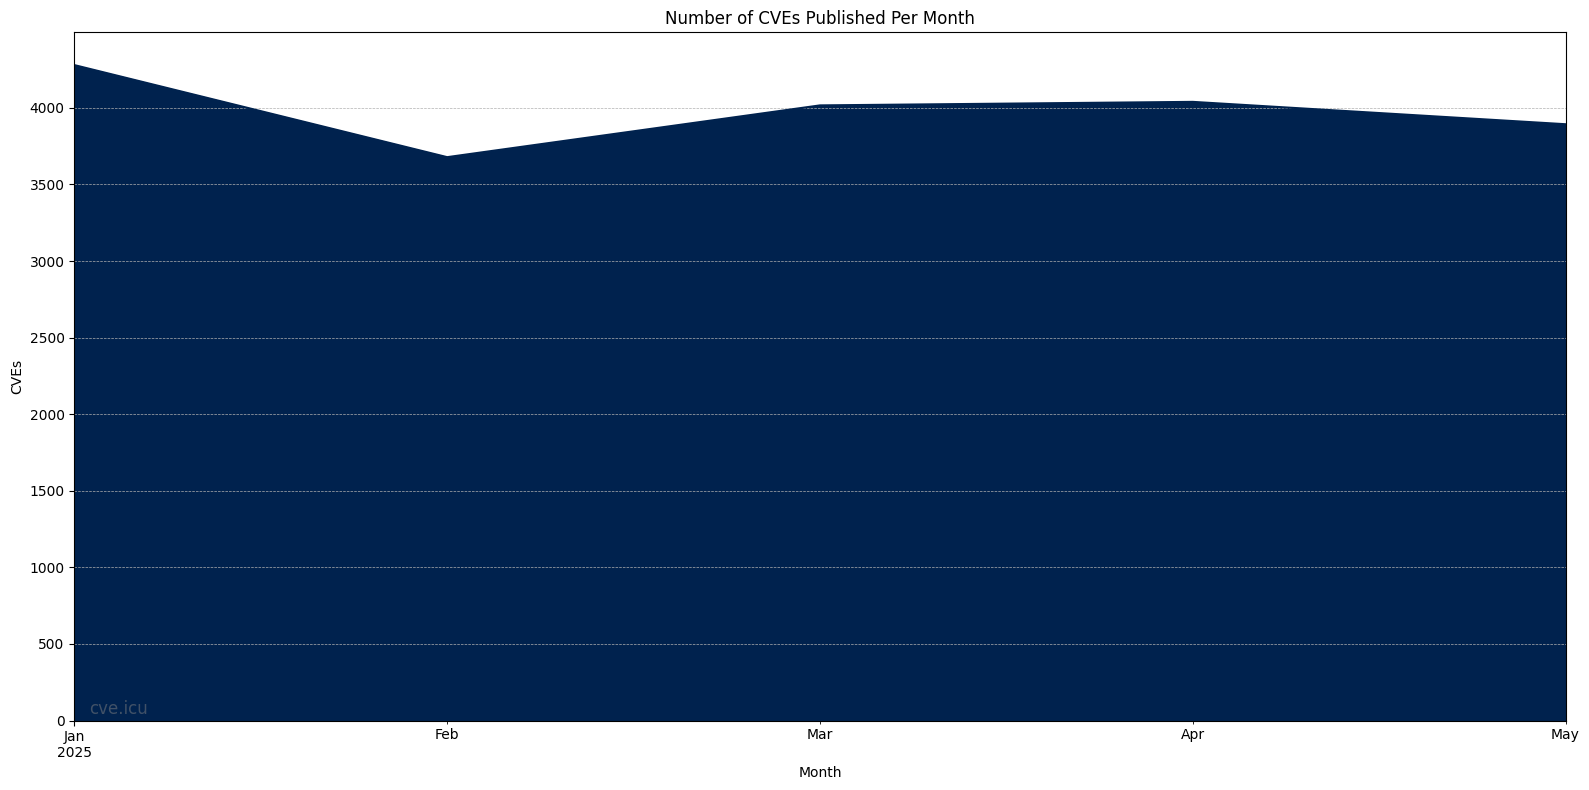 Number of CVEs Published Per Month
CVEs
4000
3500
3000
2500
2000
1500
1000
500
0
cve.icu
Jan
2025
Feb
Mar
Apr
May
Month